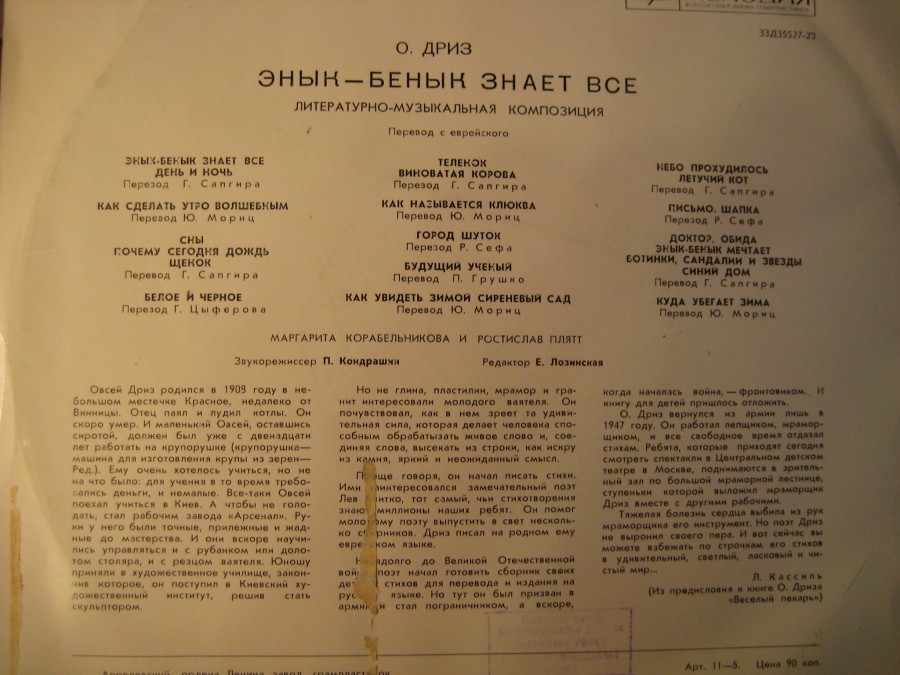 33Д35527-23
О. ДРИЗ
ЭНЫК—БЕНЫК ЗНАЕТ ВСЕ
ЛИТЕРАТУРНО-МУЗЫКАЛЬНАЯ КОМПОЗИЦИЯ
Перевод с еврейского
ЭНЫК-БЕНЫК ЗНАЕТ ВСЕ
ДЕНЬ И НОЧЬ
Перевод Г. Сапгира
КАК СДЕЛАТЬ УТРО ВОЛШЕБНЫМ
Перевод Ю. Мориц
СНЫ
ПОЧЕМУ СЕГОДНЯ ДОЖДЬ
ЩЕНОК
Перевод Г. Сапгира
БЕЛОЕ И ЧЕРНОЕ
Перевод Г. Цыферова
ТЕЛЕНОК
ВИНОВАТАЯ КОРОВА
Перевод Г. Сапгира
КАК НАЗЫВАЕТСЯ КЛЮКВА
Перевод Ю. Мориц
ГОРОД ШУТОК
Перевод Р. Сефа
БУДУЩИЙ УЧЕНЫЙ
Перевод П. Грушко
КАК УВИДЕТЬ ЗИМОЙ СИРЕНЕВЫЙ САД
Перевод Ю. Мориц
НЕБО ПРОХУДИЛОСЬ
ЛЕТУЧИЙ КОТ
Перевод Г. Сапгира
ПИСЬМО. ШАПКА
Перевод Р. Сефа
ДОКТОР. ОБИДА
ЭНЫК-БЕНЫК МЕЧТАЕТ
БОТИНКИ, САНДАЛИИ И ЗВЕЗДЫ
СИНИЙ ДОМ
Перевод Г. Сапгира
КУДА УБЕГАЕТ ЗИМА
Перевод Ю. Мориц
МАРГАРИТА КОРАБЕЛЬНИКОВА И РОСТИСЛАВ ПЛЯТТ
Звукорежиссер П. Кондрашин Редактор Е. Лозинская
Овсей Дриз родился в 1908 году в не-
большом местечке Красное, недалеко от
Винницы. Отец паял и лудил котлы. Он
скоро умер. И маленький Овсей, оставшись
сиротой, должен был уже с двенадцати
лет работать на крупорушке (крупорушка—
машина для изготовления крупы из зерен—
Ред.). Ему очень хотелось учиться, но не
на что было: для учения в то время требо-
вались деньги, и немалые. Все-таки Овсей
поехал учиться в Киев. А чтобы не голо-
дать, стал рабочим завода «Арсенал». Ру-
ки у него были точные, прилежные и жад-
ные до мастерства. И они вскоре научи-
лись управляться и с рубанком или доло-
том столяра, и с резцом ваятеля. Юношу
приняли в художественное училище, закон-
чив которое, он поступил в Киевский ху-
дожественный институт, решив стать
скульптором.
Но не глина, пластилин, мрамор и гра-
нит интересовали молодого ваятеля. Он
почувствовал, как в нем зреет та удиви-
тельная сила, которая делает человека спо-
собным обрабатызать живое слово и, сое-
диняя слова, высекать из строки, как искру
из камня, яркий и неожиданный смысл.
Проще говоря, он начал писать стихи.
Ими заинтересовался замечательный поэт
Лев Квитко, тот самый, чьи стихотворения
знают миллионы наших ребят. Он помог
молодому поэту выпустить в свет несколь-
ко сборников. Дриз писал на родном ему
еврейском языке.
Незадолго до Великой Отечественной
войны поэт начал готовить сборник своих
детских стихов для перевода и издания на
русском языке. Но тут он был призван в
армию и стал пограничником, а вскоре,
когда началась война,—фронтовиком. И
книгу для детей пришлось отложить.
О. Дриз вернулся из армии лишь в
1947 году. Он работал лепщиком, мрамор-
щиком, и все свободное время отдазал
стихам. Ребята, которые приходят сегодня
смотреть спектакли в Центральном детском
театре в Москве, поднимаются в зритель-
ный зал по большой мраморной лестнице,
ступеньки которой выложил мраморщик
Дриз вместе с другими рабочими.
Тяжелая болезнь сердца выбила из рук
мраморщика его инструмент. Но поэт Дриз
не выронил своего пера. И вот сейчас вы
можете взбежать по строчкам его стихов
в удивительный, светлый, ласковый и чи-
стый мир...
Л. Кассиль
(Из предисловия к книге О. Дриза
«Веселый пекарь»)
Арт. 11—5. Цена 90 коп.